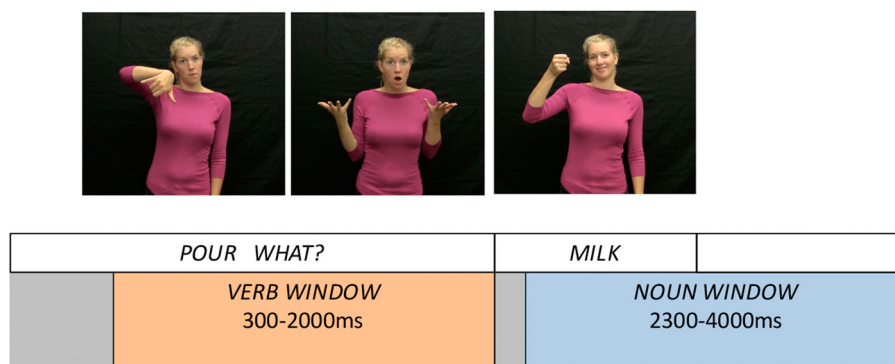 POUR WHAT?
MILK
VERB WINDOW
300-2000ms
NOUN WINDOW
2300-4000ms